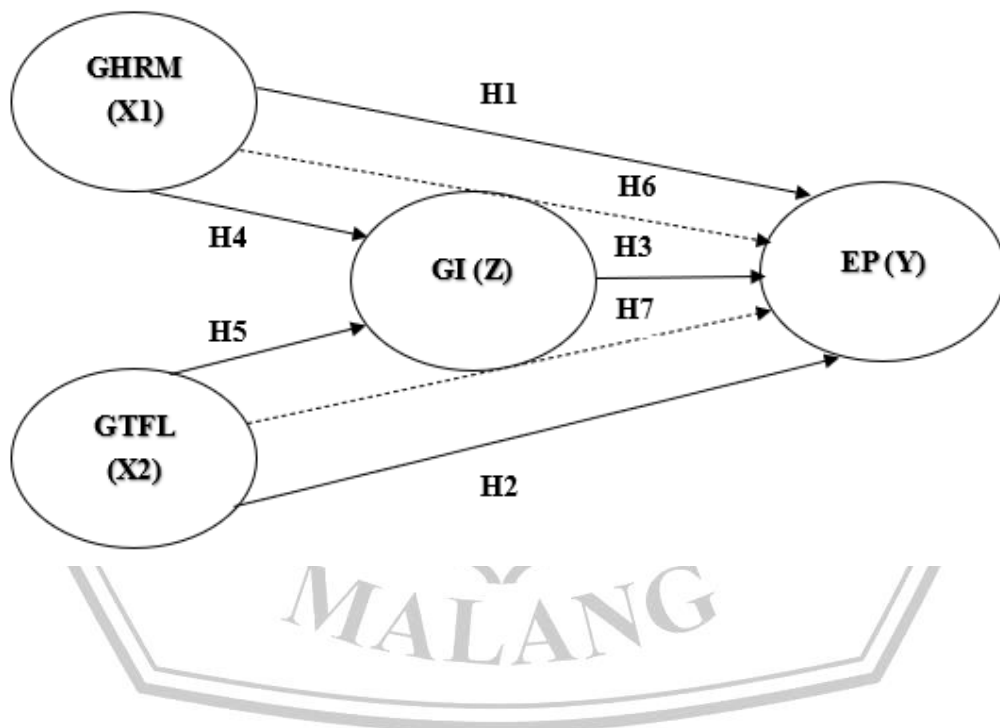 GHRM
(X1)
H1
H6
H4
H3
GI (Z)
EP (Y)
H5
H7
GTFL
(X2)
H2
MALANG